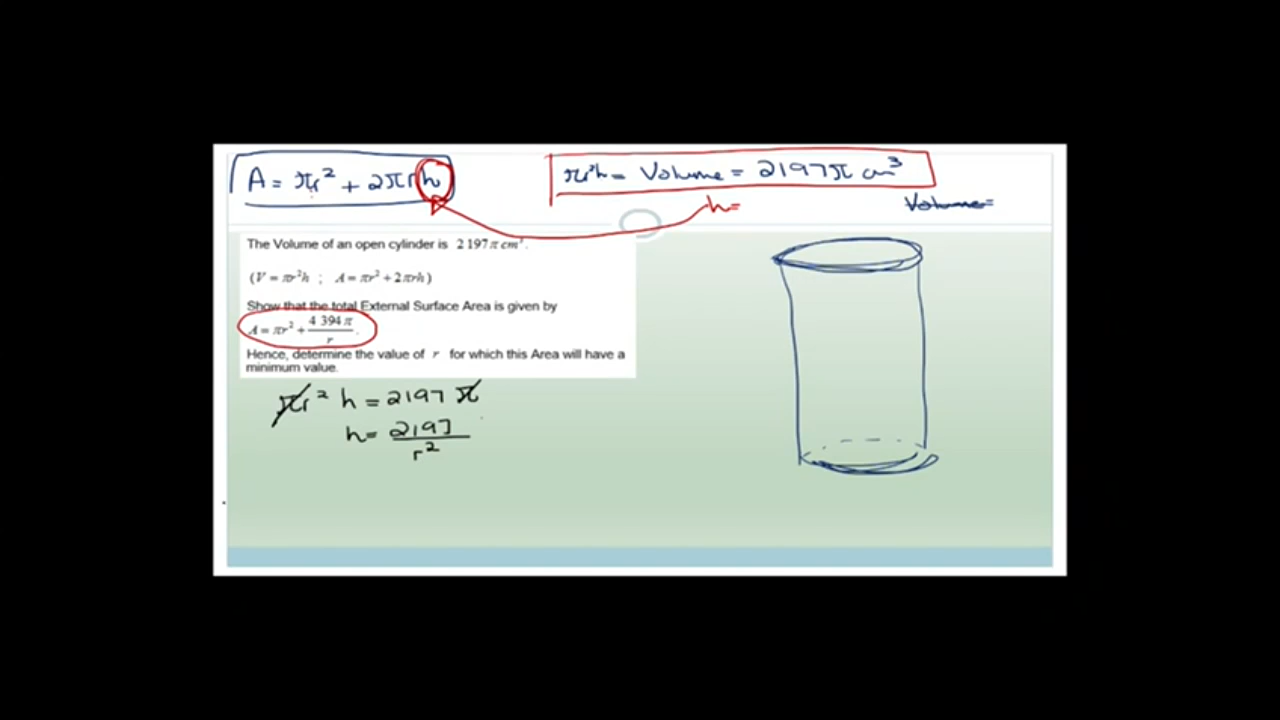 A = πr² + 2πrh
πr²h = Volume = 2197π cm³
h=
Volume=
The Volume of an open cylinder is 2 197π cm³.
(V = πr²h ; A = πr² + 2πrh)
Show that the total External Surface Area is given by
A = πr² + 4 394π / r .
Hence, determine the value of r for which this Area will have a
minimum value.
πr² h = 2197 π
h = 2197 / r²